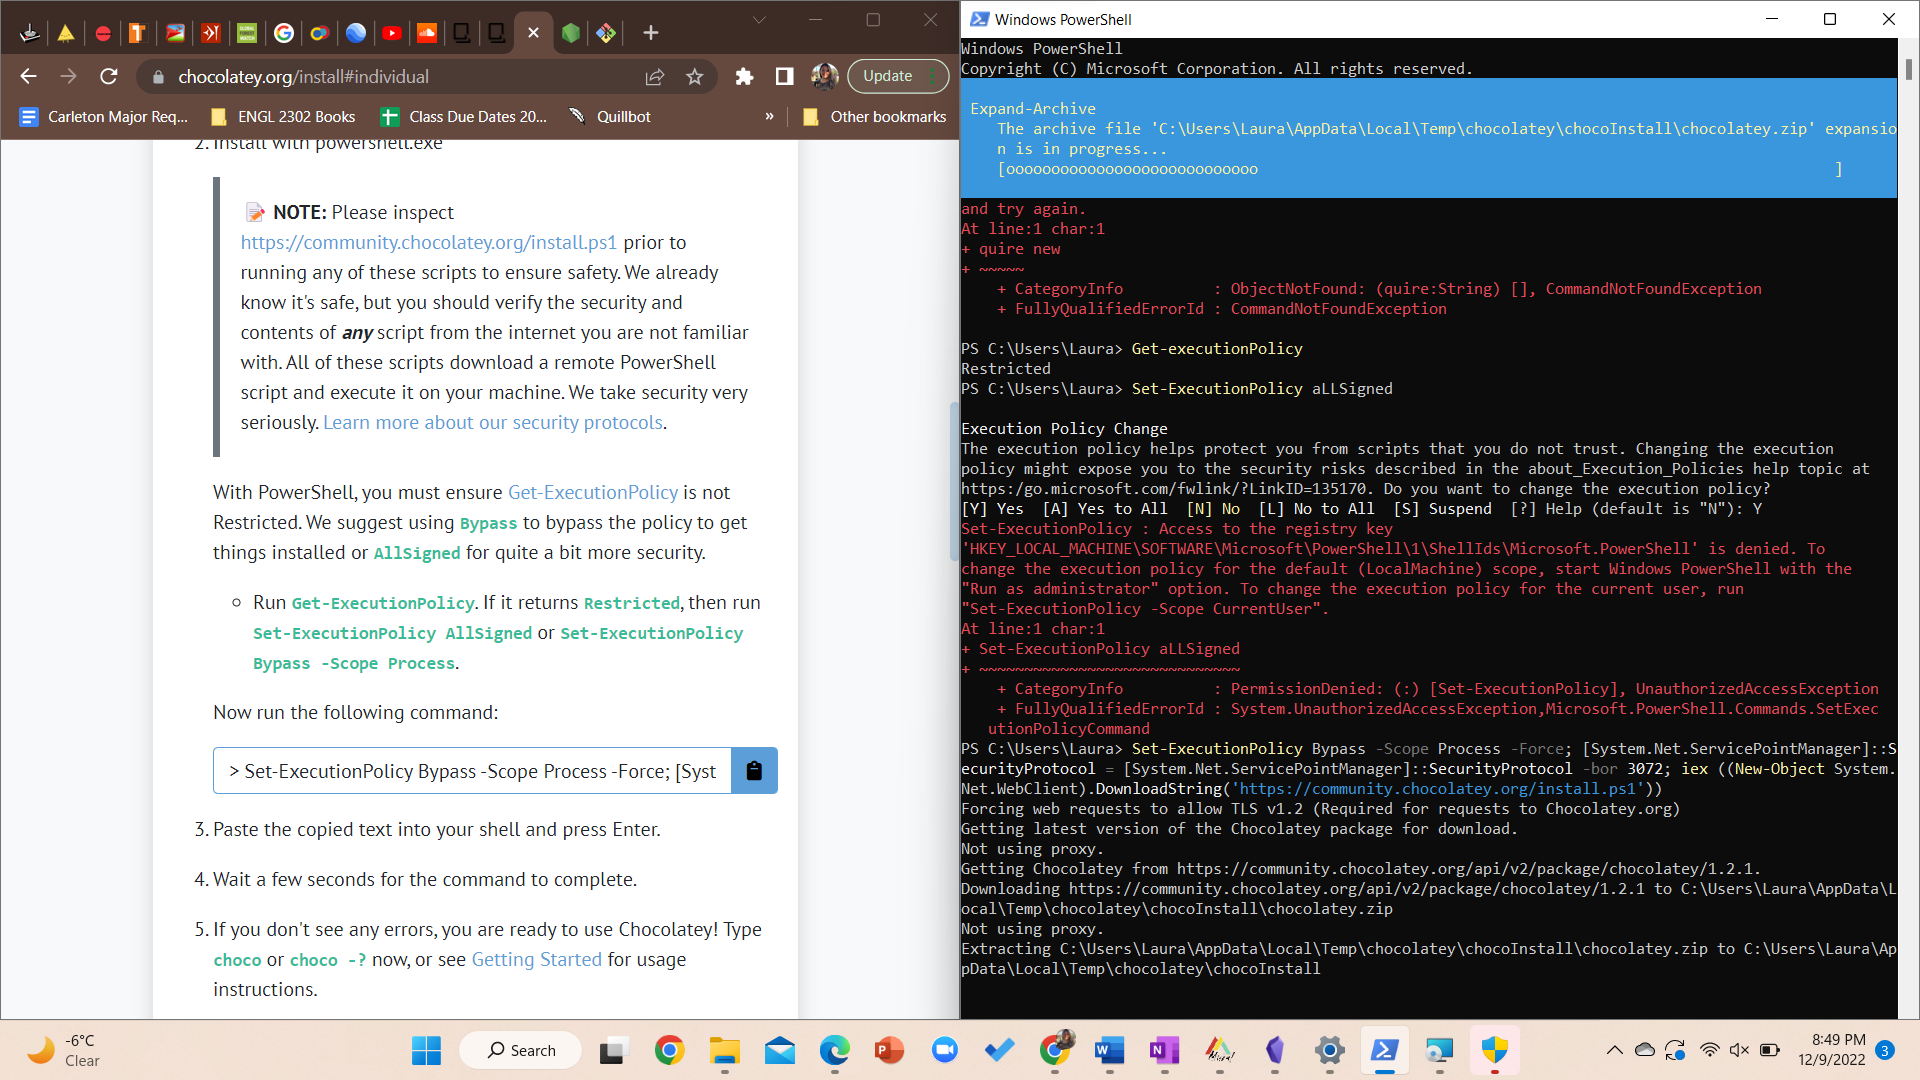 chocolatey.org/install#individual
Update
Carleton Major Req...
ENGL 2302 Books
Class Due Dates 20...
Quillbot
»
Other bookmarks
2. Install with powershell.exe
NOTE: Please inspect
https://community.chocolatey.org/install.ps1 prior to
running any of these scripts to ensure safety. We already
know it's safe, but you should verify the security and
contents of any script from the internet you are not familiar
with. All of these scripts download a remote PowerShell
script and execute it on your machine. We take security very
seriously. Learn more about our security protocols.
With PowerShell, you must ensure Get-ExecutionPolicy is not
Restricted. We suggest using Bypass to bypass the policy to get
things installed or AllSigned for quite a bit more security.
Run Get-ExecutionPolicy. If it returns Restricted, then run
Set-ExecutionPolicy AllSigned or Set-ExecutionPolicy
Bypass -Scope Process.
Now run the following command:
> Set-ExecutionPolicy Bypass -Scope Process -Force; [Syst
3. Paste the copied text into your shell and press Enter.
4. Wait a few seconds for the command to complete.
5. If you don't see any errors, you are ready to use Chocolatey! Type
choco or choco -? now, or see Getting Started for usage
instructions.
Windows PowerShell
Windows PowerShell
Copyright (C) Microsoft Corporation. All rights reserved.
Expand-Archive
The archive file 'C:\Users\Laura\AppData\Local\Temp\chocolatey\chocoInstall\chocolatey.zip' expansio
n is in progress...
[oooooooooooooooooooooooooooo ]
and try again.
At line:1 char:1
+ quire new
+ ~~~~~
+ CategoryInfo : ObjectNotFound: (quire:String) [], CommandNotFoundException
+ FullyQualifiedErrorId : CommandNotFoundException
PS C:\Users\Laura> Get-executionPolicy
Restricted
PS C:\Users\Laura> Set-ExecutionPolicy aLLSigned
Execution Policy Change
The execution policy helps protect you from scripts that you do not trust. Changing the execution
policy might expose you to the security risks described in the about_Execution_Policies help topic at
https:/go.microsoft.com/fwlink/?LinkID=135170. Do you want to change the execution policy?
[Y] Yes [A] Yes to All [N] No [L] No to All [S] Suspend [?] Help (default is "N"): Y
Set-ExecutionPolicy : Access to the registry key
'HKEY_LOCAL_MACHINE\SOFTWARE\Microsoft\PowerShell\1\ShellIds\Microsoft.PowerShell' is denied. To
change the execution policy for the default (LocalMachine) scope, start Windows PowerShell with the
"Run as administrator" option. To change the execution policy for the current user, run
"Set-ExecutionPolicy -Scope CurrentUser".
At line:1 char:1
+ Set-ExecutionPolicy aLLSigned
+ ~~~~~~~~~~~~~~~~~~~~~~~~~~~~~
+ CategoryInfo : PermissionDenied: (:) [Set-ExecutionPolicy], UnauthorizedAccessException
+ FullyQualifiedErrorId : System.UnauthorizedAccessException,Microsoft.PowerShell.Commands.SetExec
utionPolicyCommand
PS C:\Users\Laura> Set-ExecutionPolicy Bypass -Scope Process -Force; [System.Net.ServicePointManager]::S
ecurityProtocol = [System.Net.ServicePointManager]::SecurityProtocol -bor 3072; iex ((New-Object System.
Net.WebClient).DownloadString('https://community.chocolatey.org/install.ps1'))
Forcing web requests to allow TLS v1.2 (Required for requests to Chocolatey.org)
Getting latest version of the Chocolatey package for download.
Not using proxy.
Getting Chocolatey from https://community.chocolatey.org/api/v2/package/chocolatey/1.2.1.
Downloading https://community.chocolatey.org/api/v2/package/chocolatey/1.2.1 to C:\Users\Laura\AppData\L
ocal\Temp\chocolatey\chocoInstall\chocolatey.zip
Not using proxy.
Extracting C:\Users\Laura\AppData\Local\Temp\chocolatey\chocoInstall\chocolatey.zip to C:\Users\Laura\Ap
pData\Local\Temp\chocolatey\chocoInstall
-6°C
Clear
Search
8:49 PM
12/9/2022
3